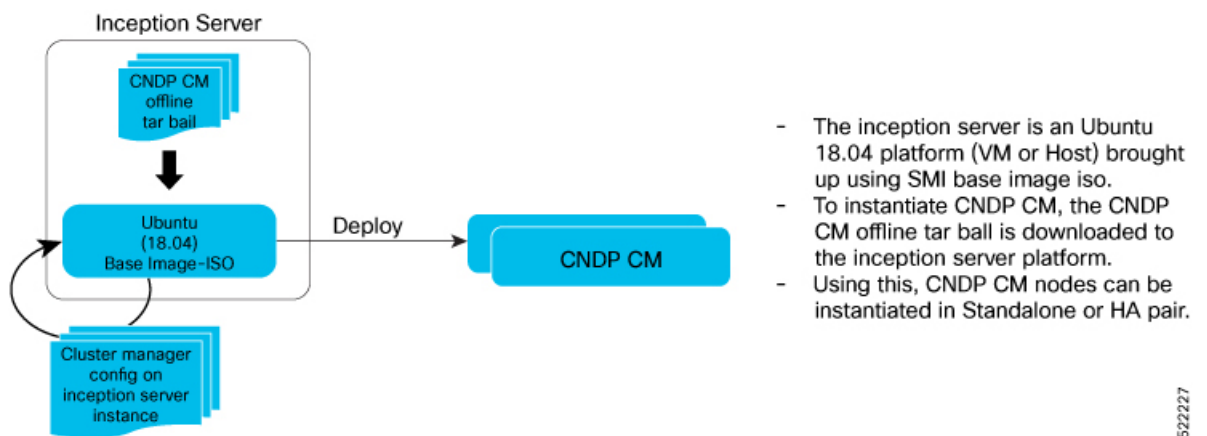 Inception Server
CNDP CM
offline
tar bail
Ubuntu
(18.04)
Base Image-ISO
Deploy
CNDP CM
Cluster manager
config on
inception server
instance
- The inception server is an Ubuntu
18.04 platform (VM or Host) brought
up using SMI base image iso.
- To instantiate CNDP CM, the CNDP
CM offline tar ball is downloaded to
the inception server platform.
- Using this, CNDP CM nodes can be
instantiated in Standalone or HA pair.
522227